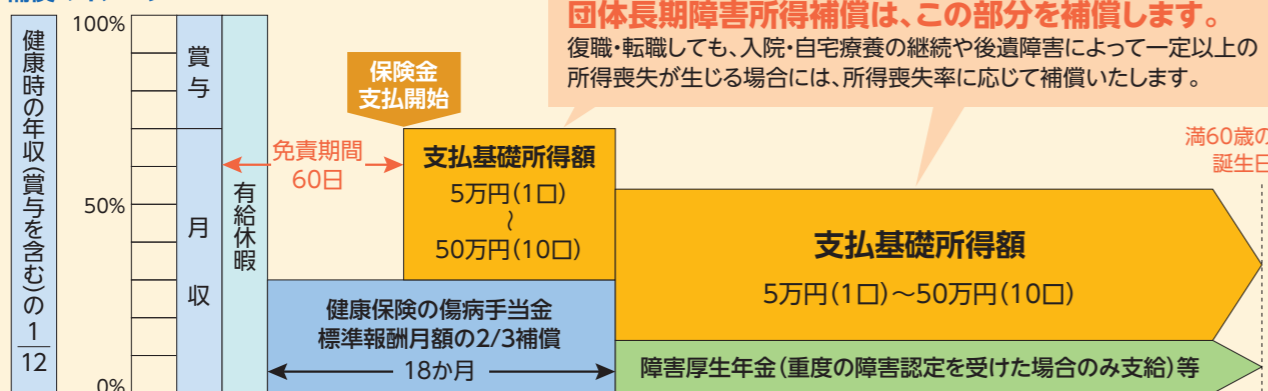 100%
50%
0%
健康時の年収(賞与を含む)の
1
12
賞与
月収
有給休暇
免責期間
60日
保険金
支払開始
団体長期障害所得補償は、この部分を補償します。
復職・転職しても、入院・自宅療養の継続や後遺障害によって一定以上の
所得喪失が生じる場合には、所得喪失率に応じて補償いたします。
支払基礎所得額
5万円(1口)
〜
50万円(10口)
健康保険の傷病手当金
標準報酬月額の2/3補償
18か月
満60歳の
誕生日
支払基礎所得額
5万円(1口)〜50万円(10口)
障害厚生年金(重度の障害認定を受けた場合のみ支給)等